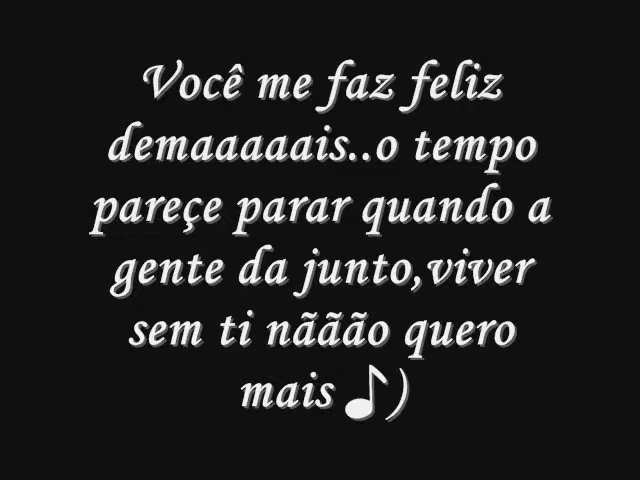 Você me faz feliz
demaaaaais..o tempo
pareçe parar quando a
gente da junto,viver
sem ti nããão quero
mais ♪)